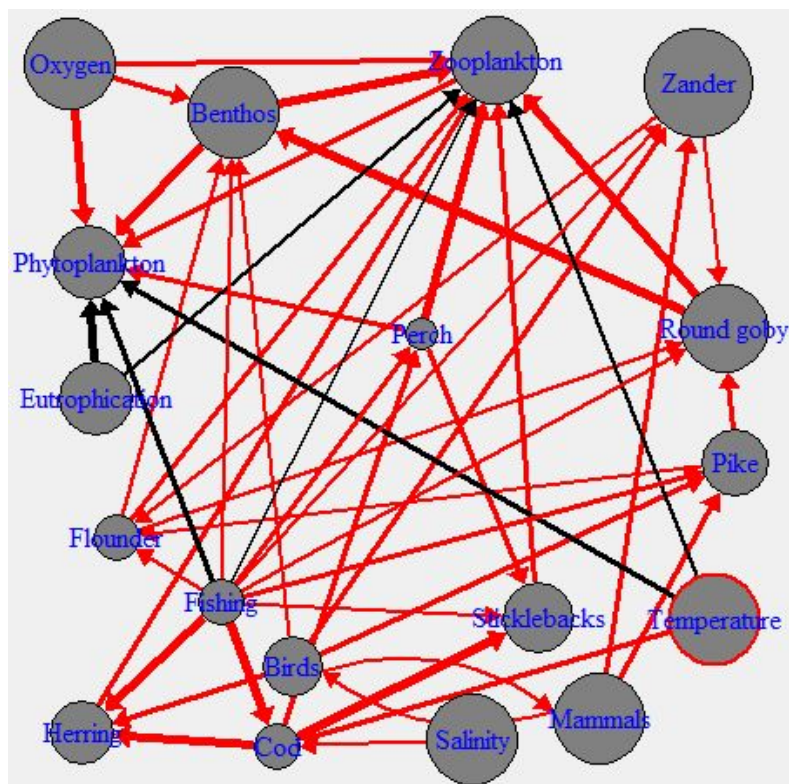 Oxygen
Zooplankton
Zander
Benthos
Phytoplankton
Perch
Round goby
Eutrophication
Pike
Flounder
Fishing
Sticklebacks
Temperature
Birds
Herring
Cod
Salinity
Mammals